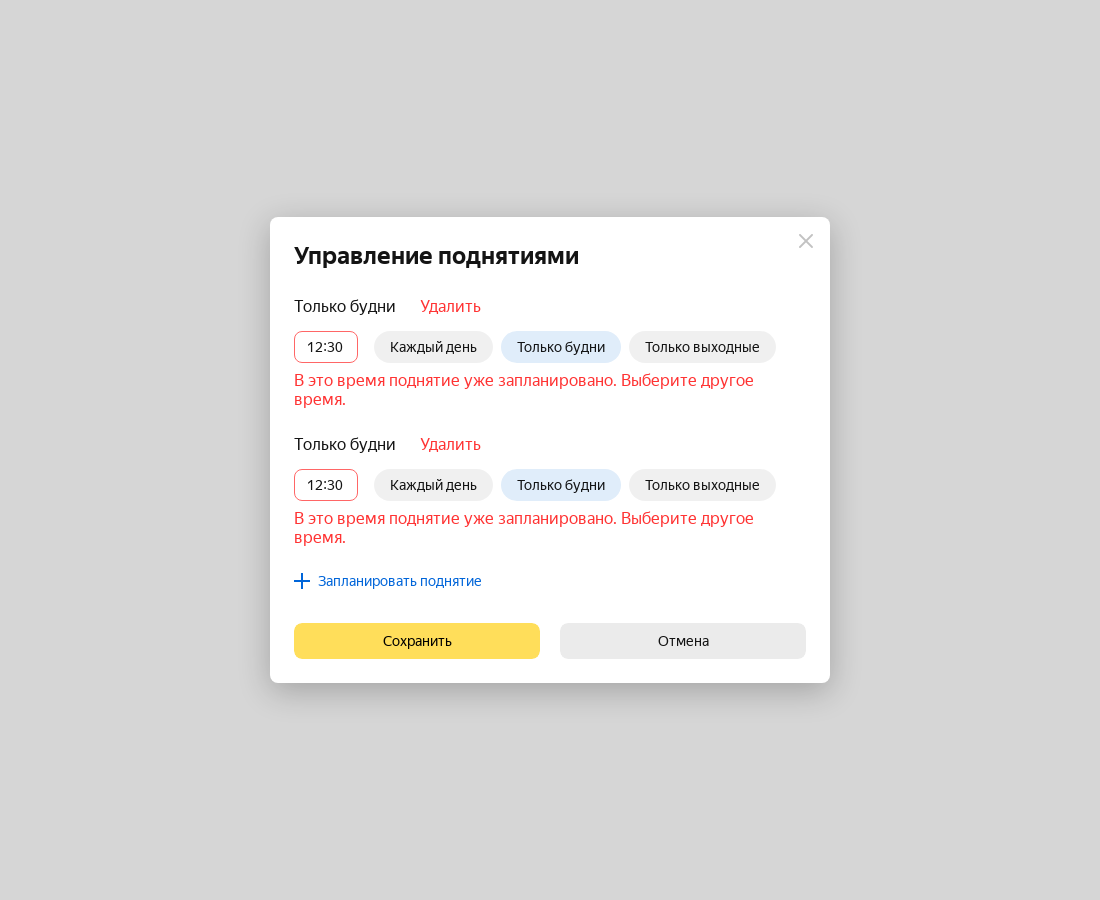 Управление поднятиями
Только будни Удалить
12:30 Каждый день Только будни Только выходные
В это время поднятие уже запланировано. Выберите другое
время.
Только будни Удалить
12:30 Каждый день Только будни Только выходные
В это время поднятие уже запланировано. Выберите другое
время.
Запланировать поднятие
Сохранить Отмена